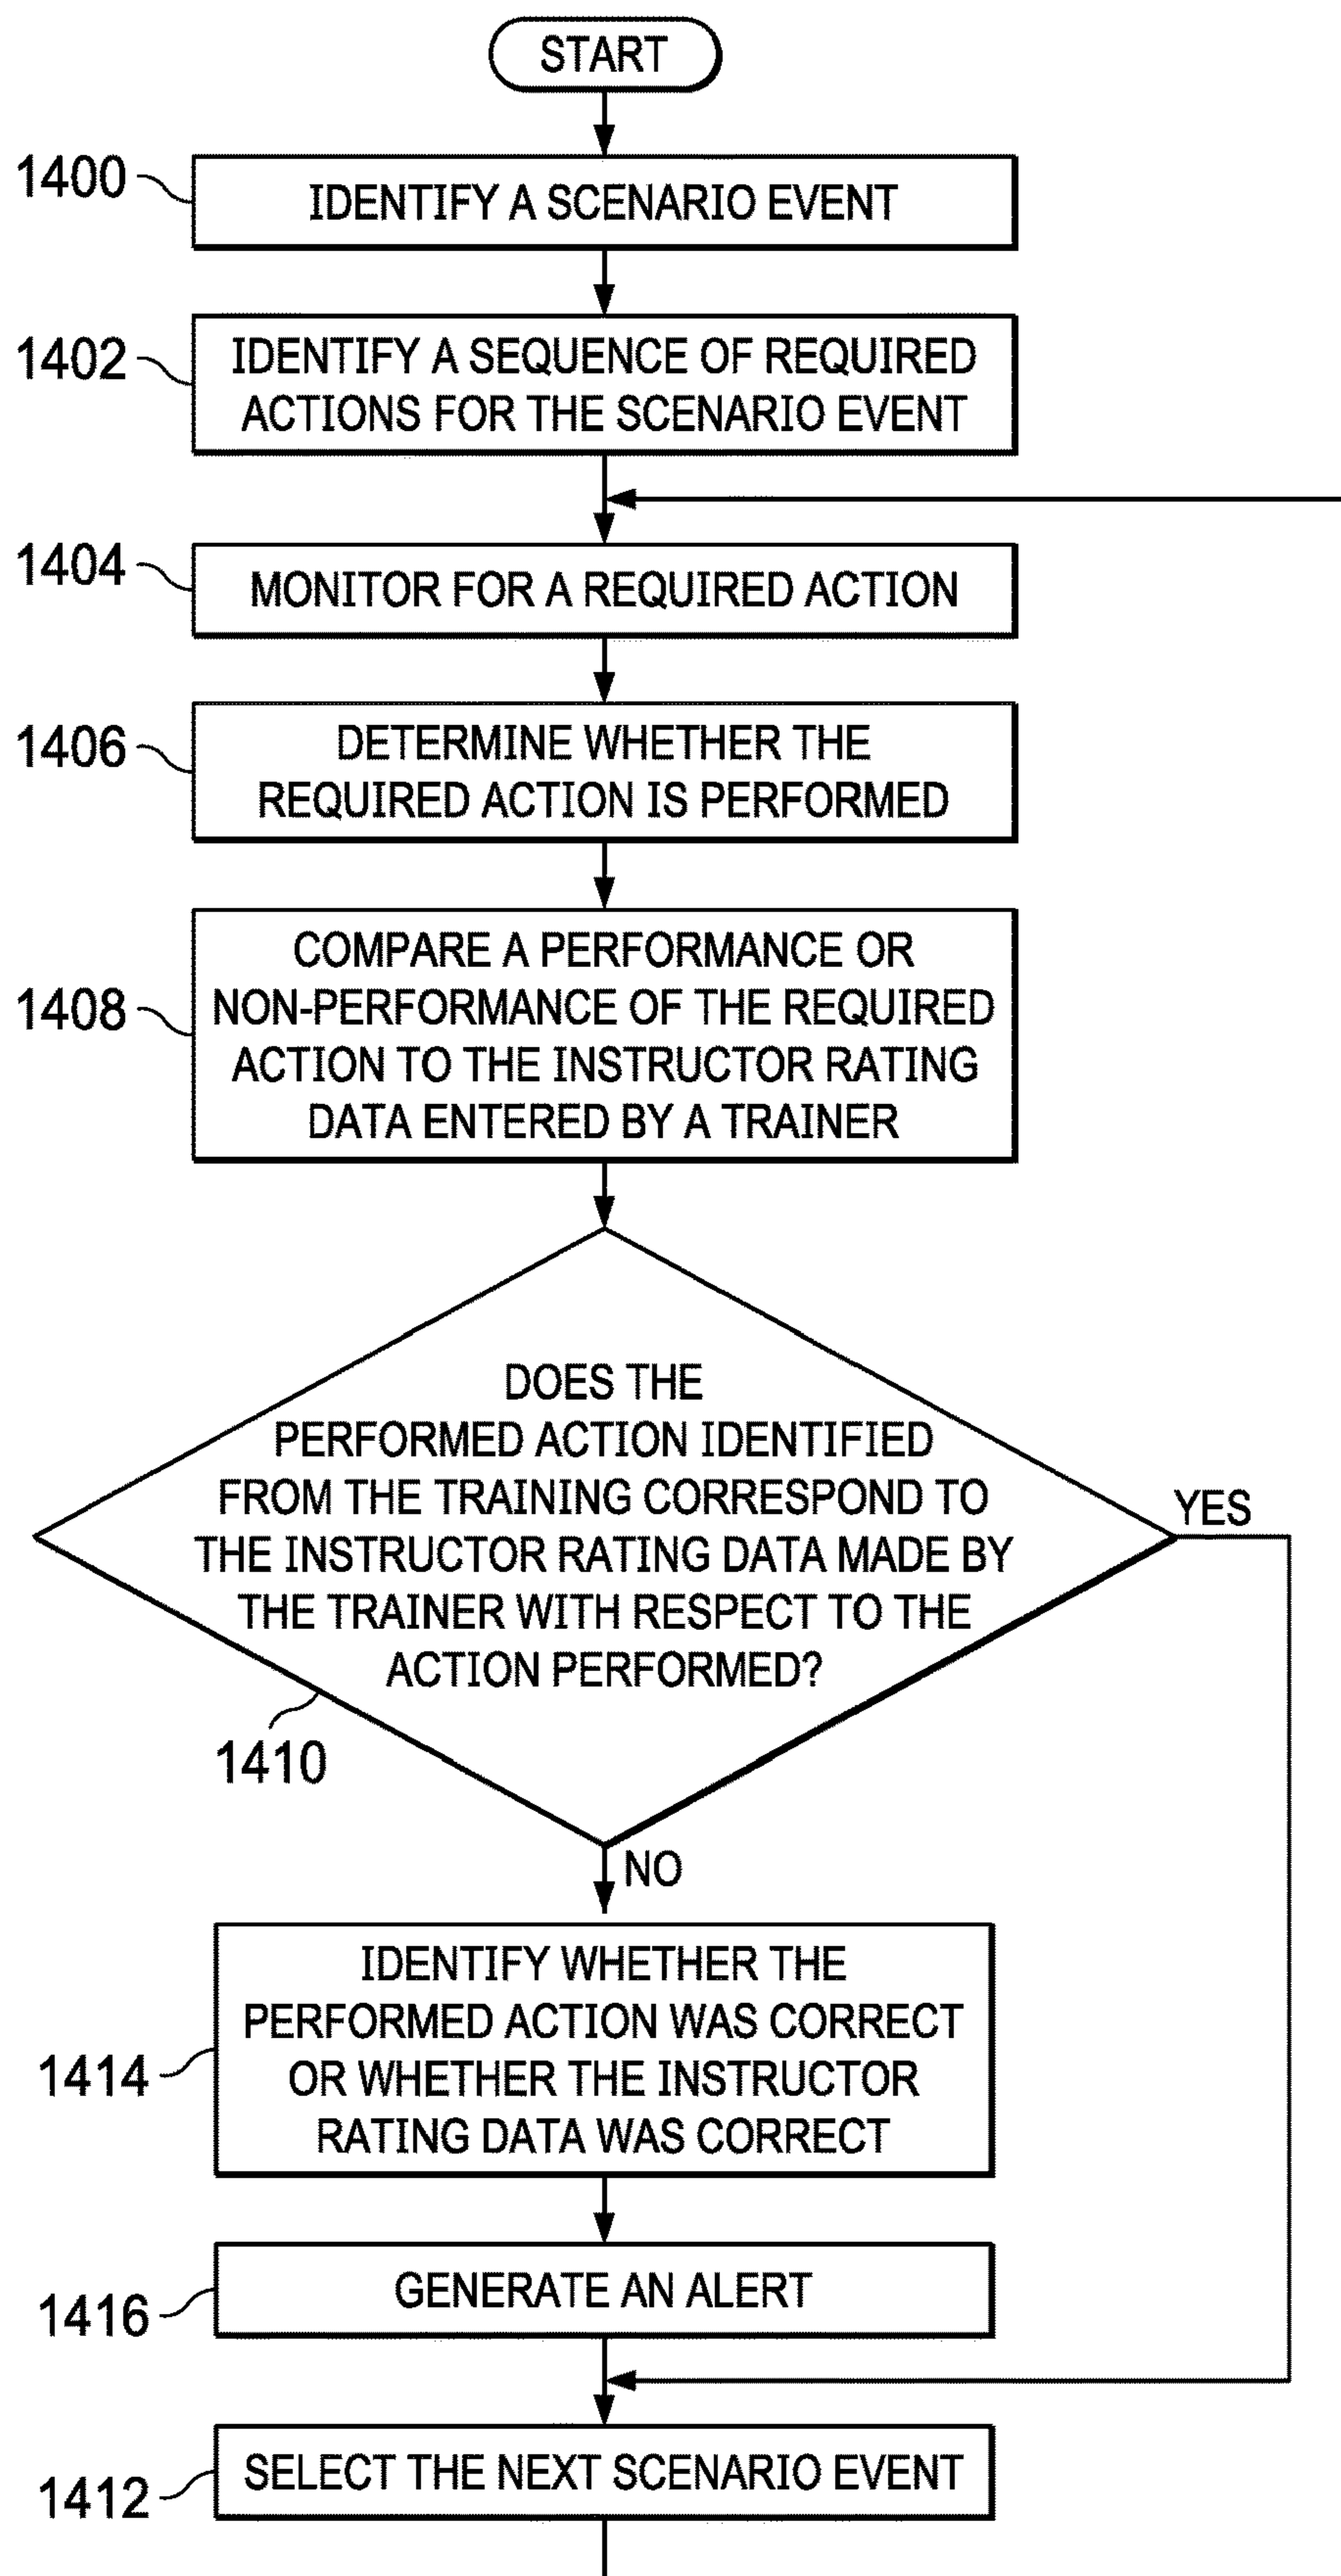 START
1400
IDENTIFY A SCENARIO EVENT
1402
IDENTIFY A SEQUENCE OF REQUIRED
ACTIONS FOR THE SCENARIO EVENT
1404
MONITOR FOR A REQUIRED ACTION
1406
DETERMINE WHETHER THE
REQUIRED ACTION IS PERFORMED
1408
COMPARE A PERFORMANCE OR
NON-PERFORMANCE OF THE REQUIRED
ACTION TO THE INSTRUCTOR RATING
DATA ENTERED BY A TRAINER
DOES THE
PERFORMED ACTION IDENTIFIED
FROM THE TRAINING CORRESPOND TO
THE INSTRUCTOR RATING DATA MADE BY
THE TRAINER WITH RESPECT TO THE
ACTION PERFORMED?
YES
1410
NO
IDENTIFY WHETHER THE
PERFORMED ACTION WAS CORRECT
OR WHETHER THE INSTRUCTOR
RATING DATA WAS CORRECT
1414
GENERATE AN ALERT
1416
SELECT THE NEXT SCENARIO EVENT
1412